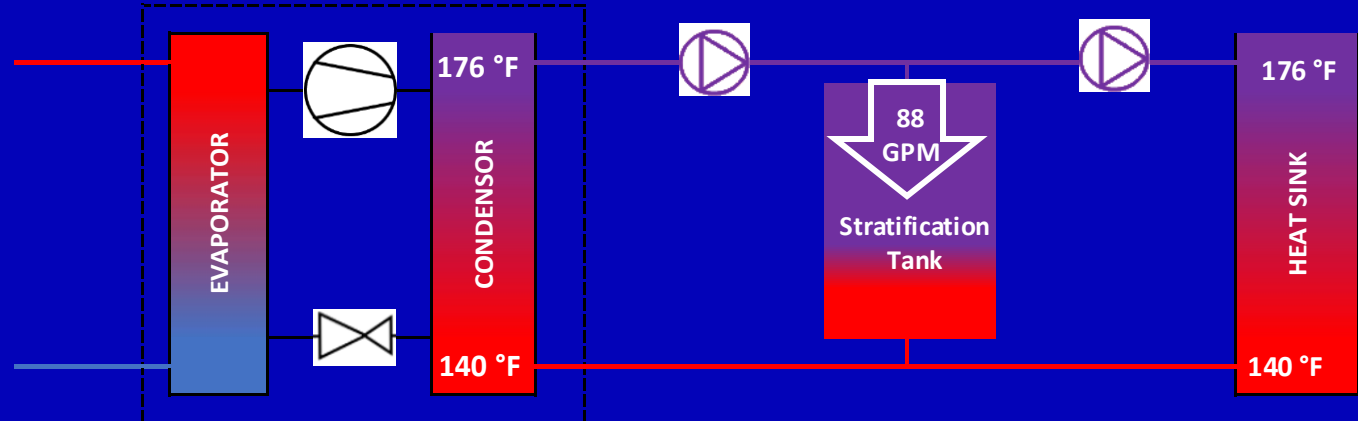 176 °F
176 °F
88
GPM
EVAPORATOR
CONDENSOR
HEAT SINK
Stratification
Tank
140 °F
140 °F